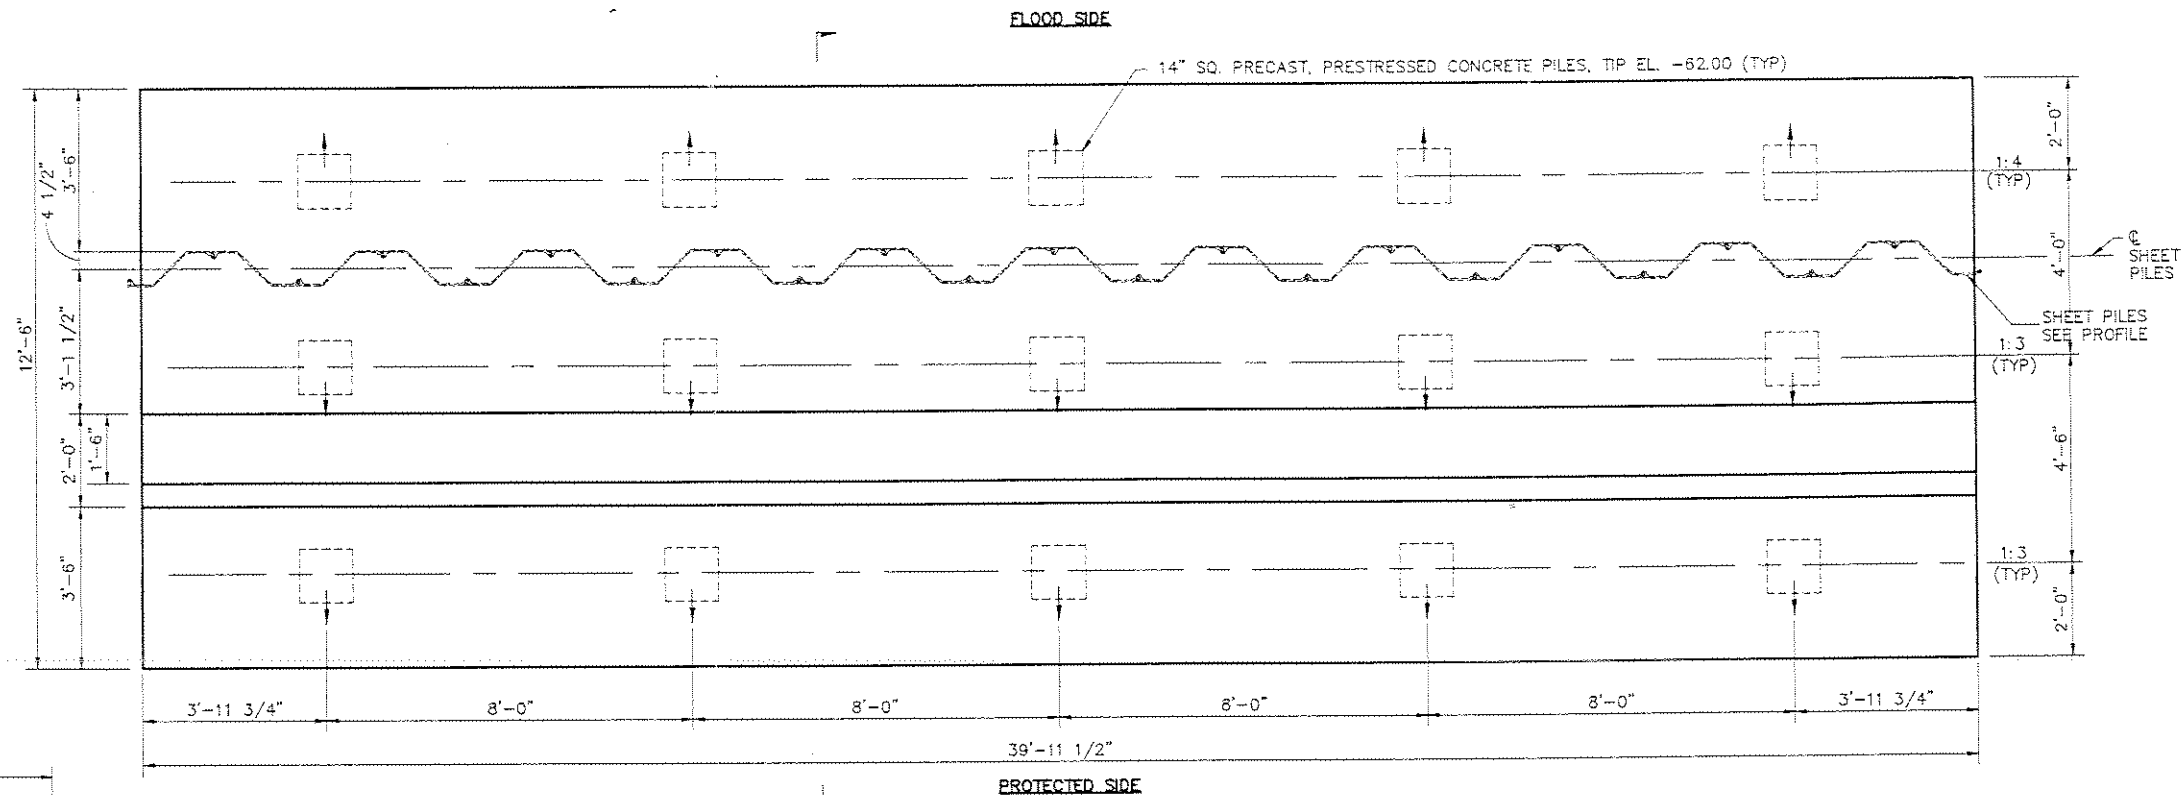 FLOOD SIDE
14" SQ. PRECAST, PRESTRESSED CONCRETE PILES, TIP EL. -62.00 (TYP)
12'-6"
4 1/2"
3'-6"
3'-1 1/2"
2'-0"
1'-6"
3'-6"
2'-0"
1:4
(TYP)
4'-0"
℄
SHEET
PILES
SHEET PILES
SEE PROFILE
1:3
(TYP)
4'-6"
1:3
(TYP)
2'-0"
3'-11 3/4"
8'-0"
8'-0"
8'-0"
8'-0"
3'-11 3/4"
39'-11 1/2"
PROTECTED SIDE